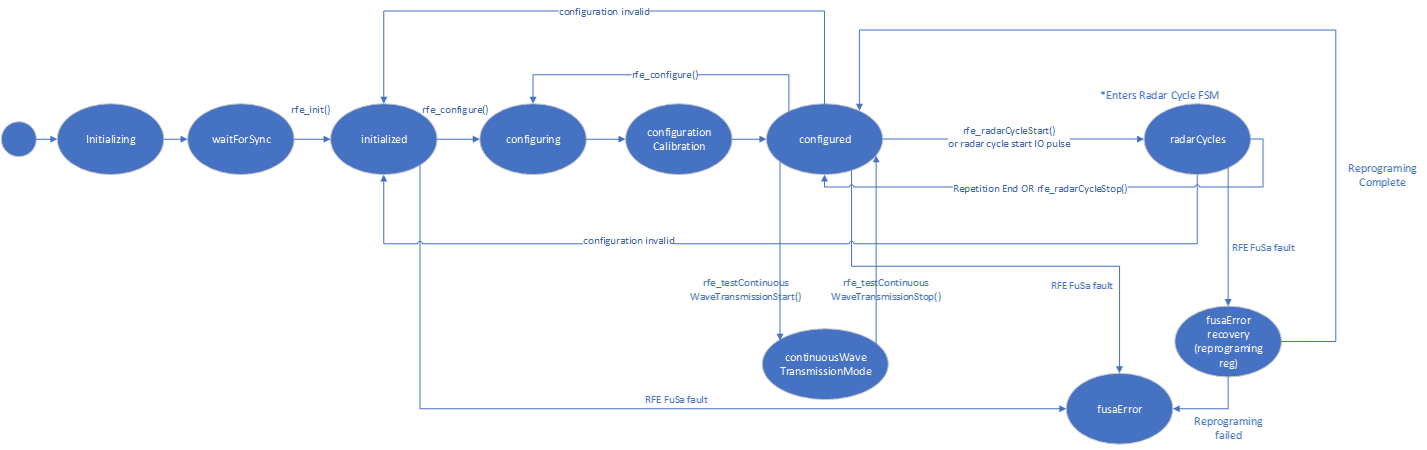 configuration invalid
rfe_configure()
*Enters Radar Cycle FSM
rfe_init()
rfe_configure()
Initializing
waitForSync
initialized
configuring
configuration
Calibration
configured
rfe_radarCycleStart()
or radar cycle start IO pulse
radarCycles
Reprograming
Complete
Repetition End OR rfe_radarCycleStop()
configuration invalid
RFE FuSa fault
rfe_testContinuous
WaveTransmissionStart()
rfe_testContinuous
WaveTransmissionStop()
RFE FuSa fault
fusaError
recovery
(reprograming
reg)
continuousWave
TransmissionMode
RFE FuSa fault
fusaError
Reprograming
failed